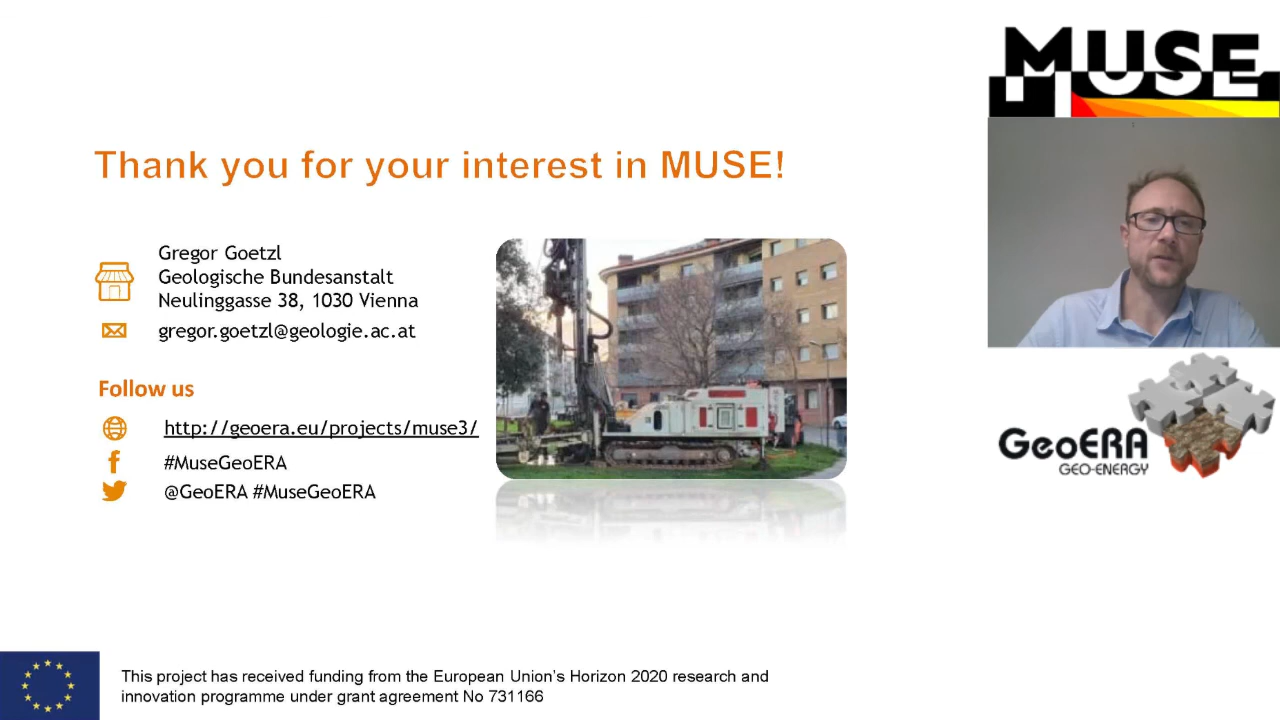 MUSE
Thank you for your interest in MUSE!
Gregor Goetzl
Geologische Bundesanstalt
Neulinggasse 38, 1030 Vienna
gregor.goetzl@geologie.ac.at
Follow us
http://geoera.eu/projects/muse3/
#MuseGeoERA
@GeoERA #MuseGeoERA
GeoERA
GEO-ENERGY
This project has received funding from the European Union’s Horizon 2020 research and
innovation programme under grant agreement No 731166